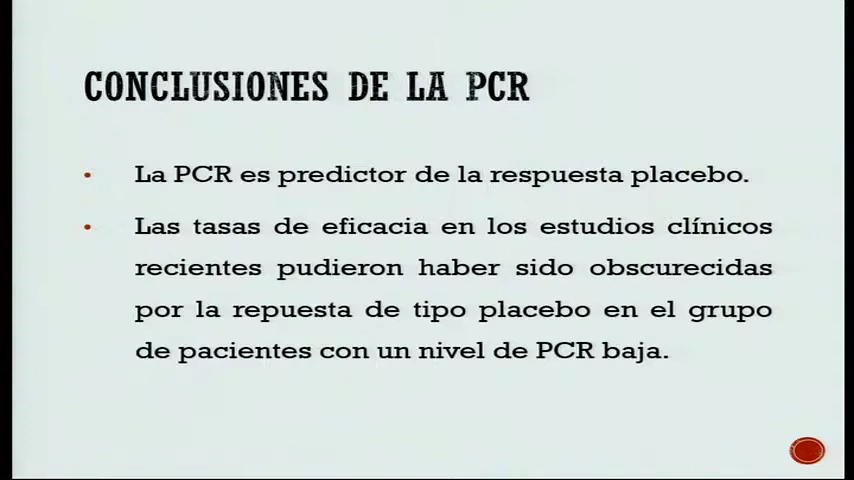 CONCLUSIONES DE LA PCR
• La PCR es predictor de la respuesta placebo.
• Las tasas de eficacia en los estudios clínicos
recientes pudieron haber sido obscurecidas
por la repuesta de tipo placebo en el grupo
de pacientes con un nivel de PCR baja.